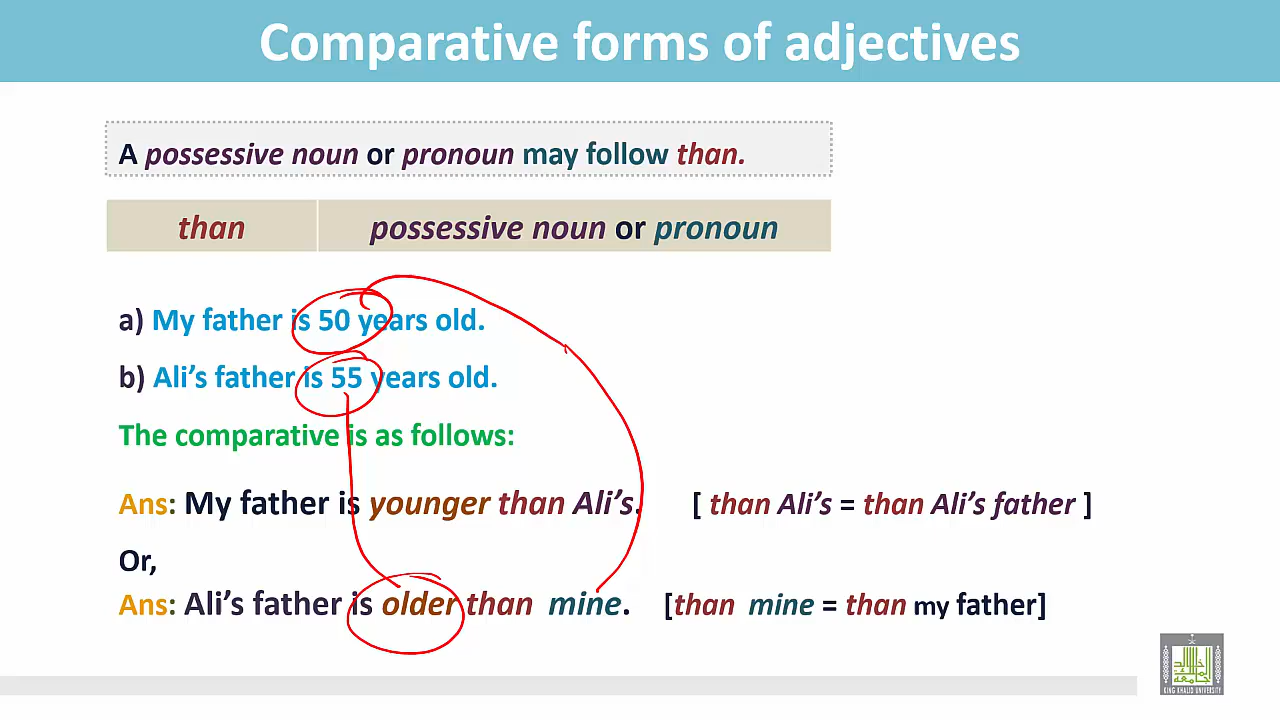 Comparative forms of adjectives
A possessive noun or pronoun may follow than.
than possessive noun or pronoun
a) My father is 50 years old.
b) Ali’s father is 55 years old.
The comparative is as follows:
Ans: My father is younger than Ali’s. [ than Ali’s = than Ali’s father ]
Or,
Ans: Ali’s father is older than mine. [than mine = than my father]
KING KHALID UNIVERSITY